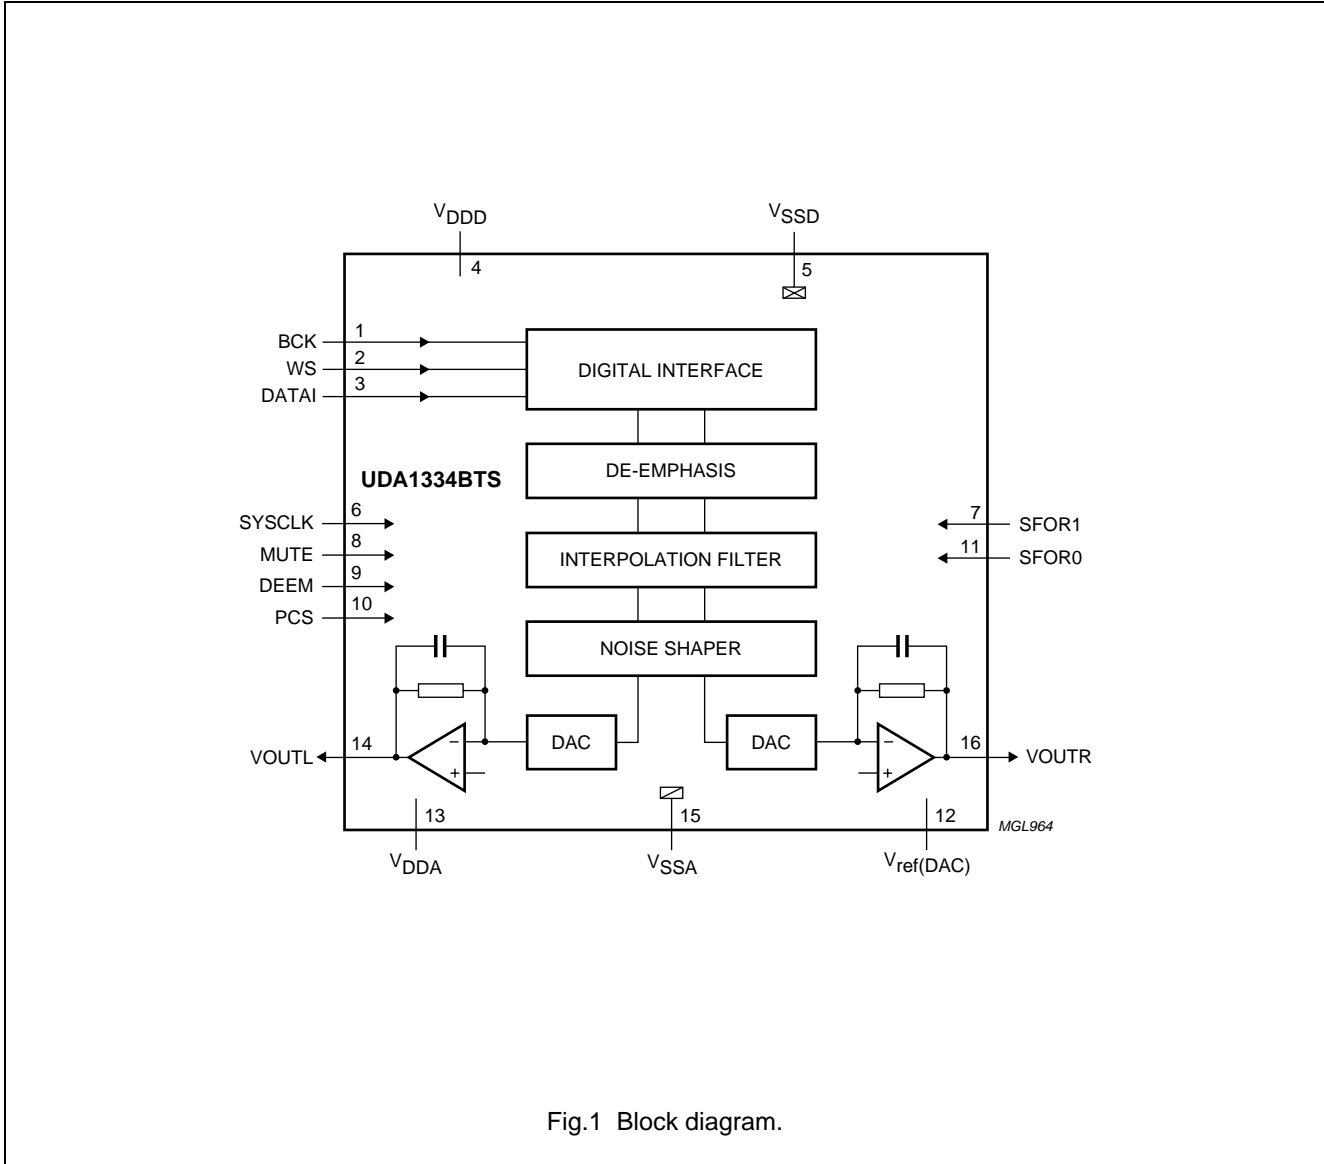 VDDD
VSSD
4
5
BCK
1
WS
2
DATAI
3
DIGITAL INTERFACE
DE-EMPHASIS
UDA1334BTS
SYSCLK
6
MUTE
8
DEEM
9
PCS
10
7
SFOR1
11
SFOR0
INTERPOLATION FILTER
NOISE SHAPER
VOUTL
14
−
+
DAC
DAC
−
+
16
VOUTR
13
15
12
MGL964
VDDA
VSSA
Vref(DAC)
Fig.1 Block diagram.